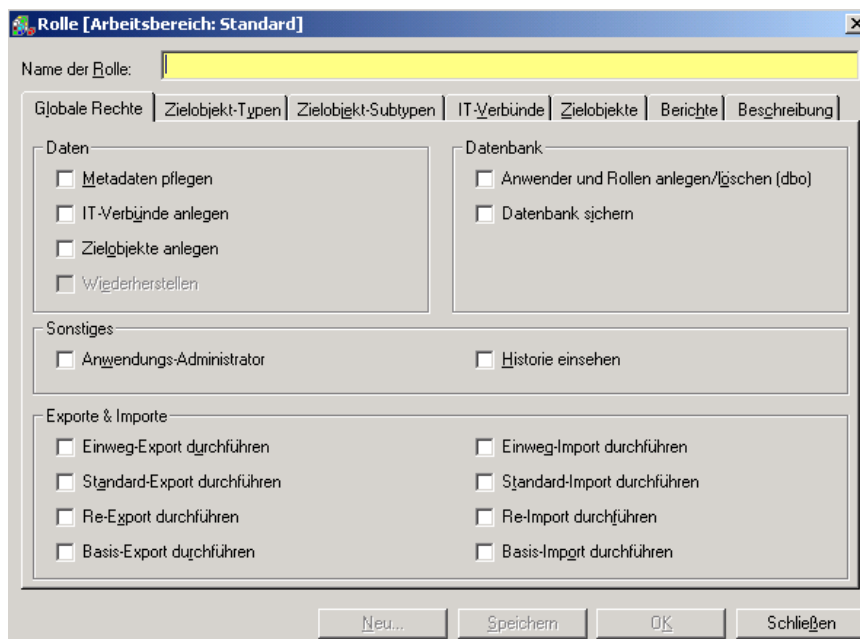 Rolle [Arbeitsbereich: Standard]
Name der Rolle:
Globale Rechte Zielobjekt-Typen Zielobjekt-Subtypen IT-Verbünde Zielobjekte Berichte Beschreibung
Daten
Metadaten pflegen
IT-Verbünde anlegen
Zielobjekte anlegen
Wiederherstellen
Datenbank
Anwender und Rollen anlegen/löschen (dbo)
Datenbank sichern
Sonstiges
Anwendungs-Administrator
Historie einsehen
Exporte & Importe
Einweg-Export durchführen
Einweg-Import durchführen
Standard-Export durchführen
Standard-Import durchführen
Re-Export durchführen
Re-Import durchführen
Basis-Export durchführen
Basis-Import durchführen
Neu... Speichern OK Schließen